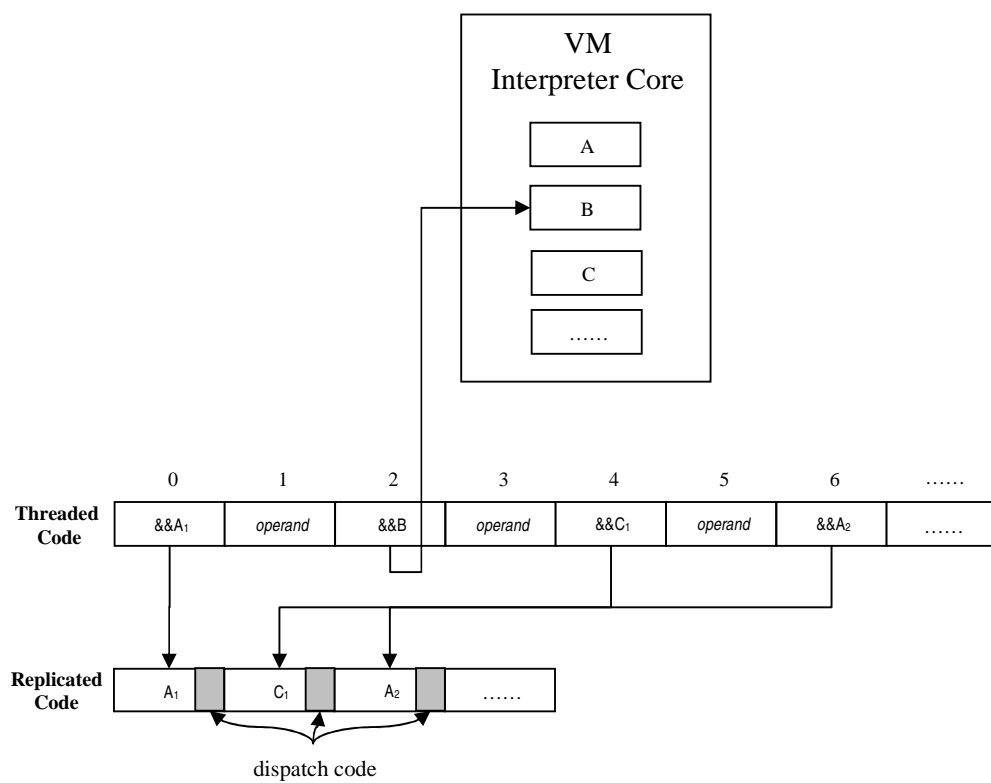 VM
Interpreter Core
A
B
C
......
0 1 2 3 4 5 6 ......
Threaded
Code
&&A₁ operand &&B operand &&C₁ operand &&A₂ ......
Replicated
Code
A₁ C₁ A₂ ......
dispatch code